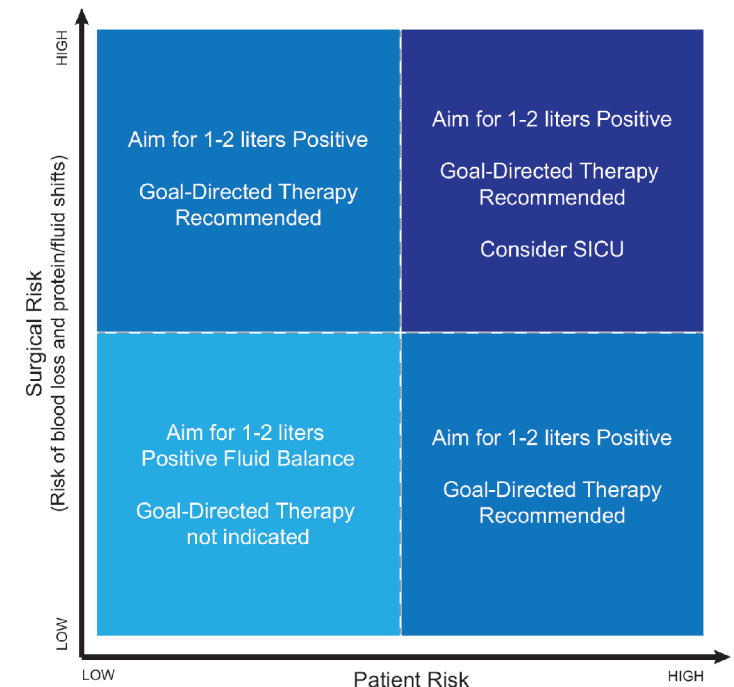 HIGH
Surgical Risk
(Risk of blood loss and protein/fluid shifts)
LOW
Aim for 1-2 liters Positive
Goal-Directed Therapy
Recommended
Aim for 1-2 liters Positive
Goal-Directed Therapy
Recommended
Consider SICU
Aim for 1-2 liters
Positive Fluid Balance
Goal-Directed Therapy
not indicated
Aim for 1-2 liters Positive
Goal-Directed Therapy
Recommended
LOW
Patient Risk
HIGH